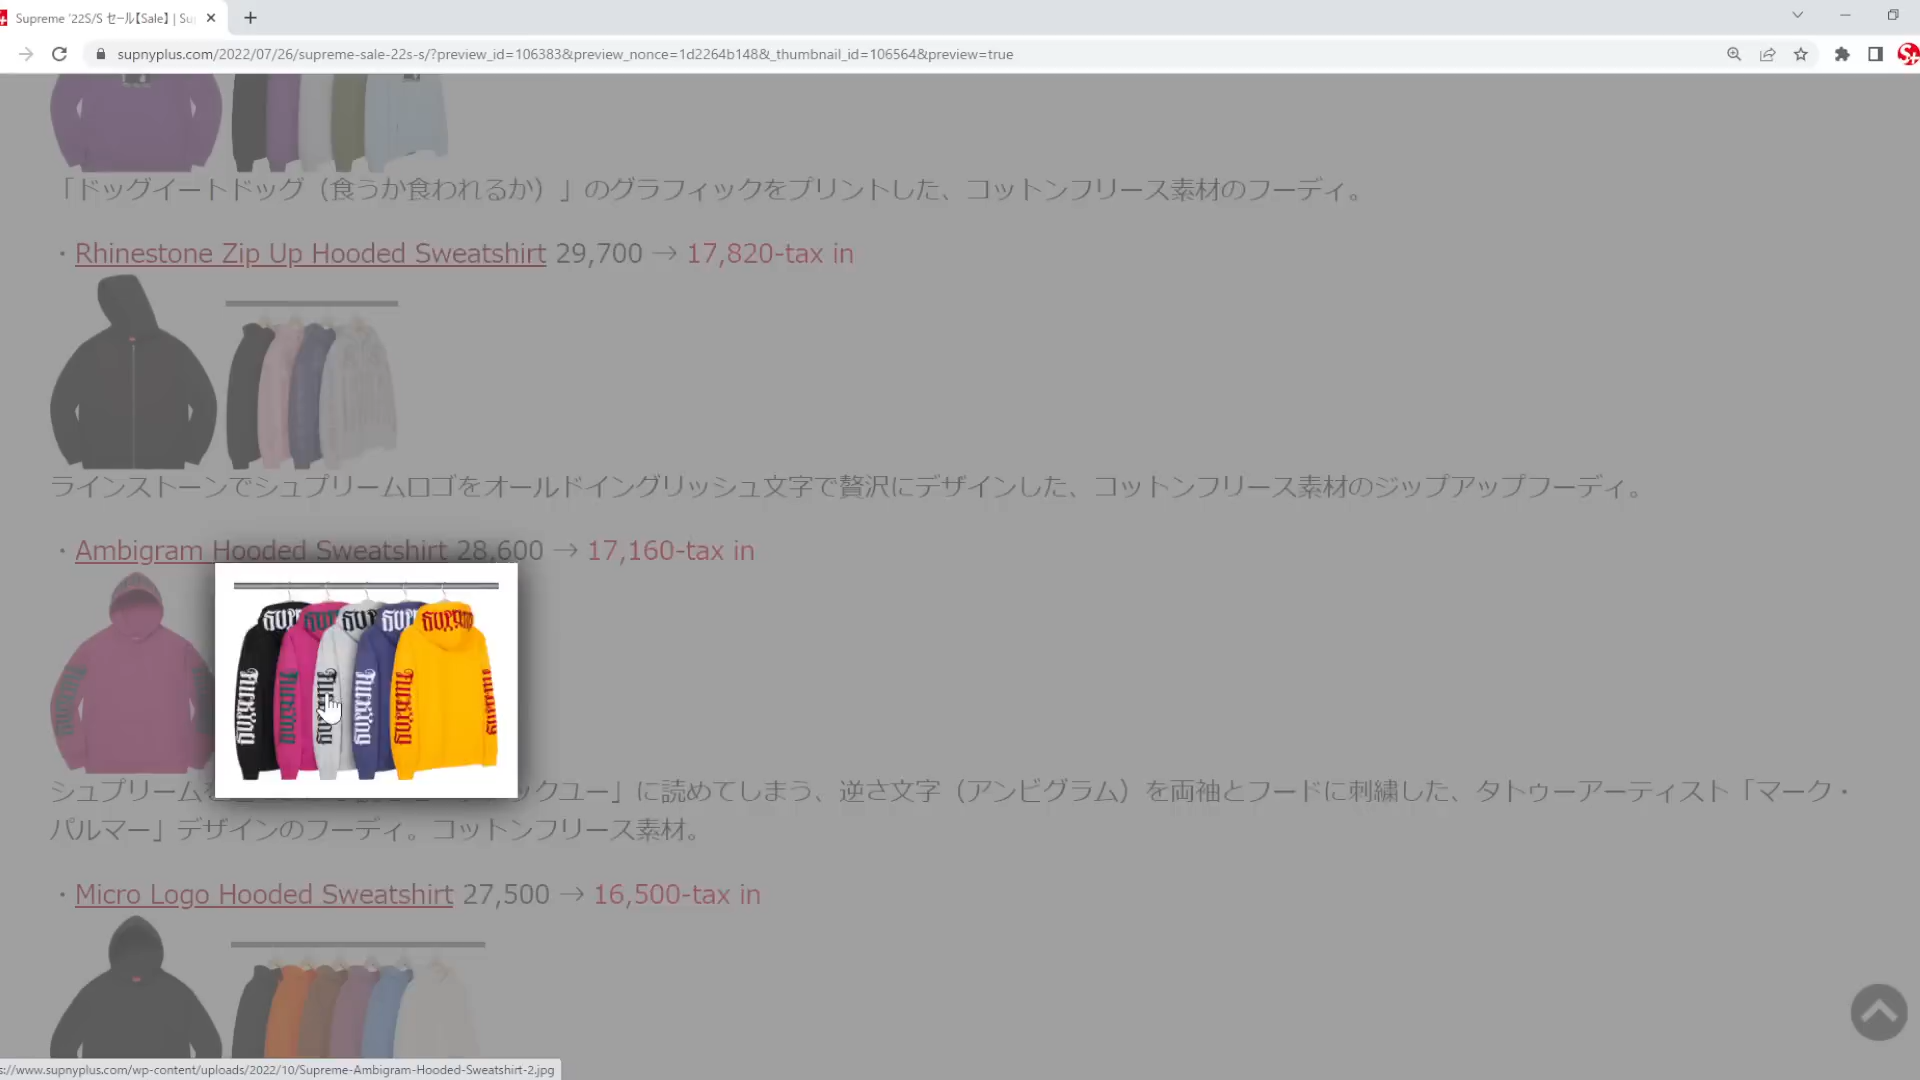 Supreme '22S/S セール【Sale】 | Su
supnyplus.com/2022/07/26/supreme-sale-22s-s/?preview_id=106383&preview_nonce=1d2264b148&_thumbnail_id=106564&preview=true
「ドッグイートドッグ（食うか食われるか）」のグラフィックをプリントした、コットンフリース素材のフーディ。
・Rhinestone Zip Up Hooded Sweatshirt 29,700 → 17,820-tax in
ラインストーンでシュプリームロゴをオールドイングリッシュ文字で贅沢にデザインした、コットンフリース素材のジップアップフーディ。
・Ambigram Hooded Sweatshirt 28,600 → 17,160-tax in
シュプリームを クユー」に読めてしまう、逆さ文字（アンビグラム）を両袖とフードに刺繍した、タトゥーアーティスト「マーク・
パルマー」デザインのフーディ。コットンフリース素材。
・Micro Logo Hooded Sweatshirt 27,500 → 16,500-tax in
s://www.supnyplus.com/wp-content/uploads/2022/10/Supreme-Ambigram-Hooded-Sweatshirt-2.jpg